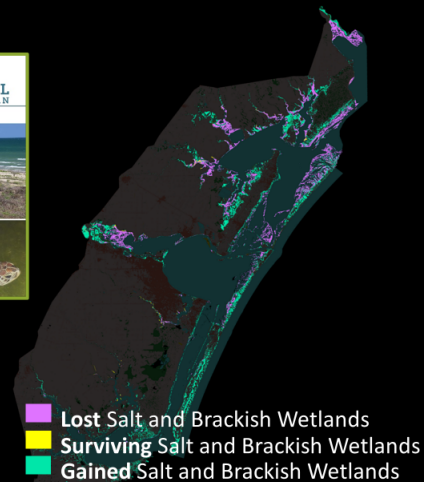 L
N
Lost Salt and Brackish Wetlands
Surviving Salt and Brackish Wetlands
Gained Salt and Brackish Wetlands